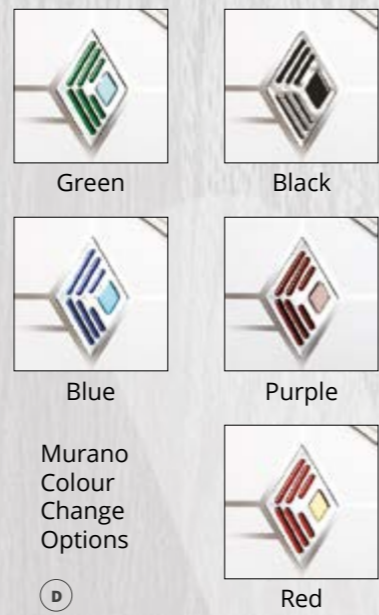 Green
Black
Blue
Purple
Murano
Colour
Change
Options
D
Red